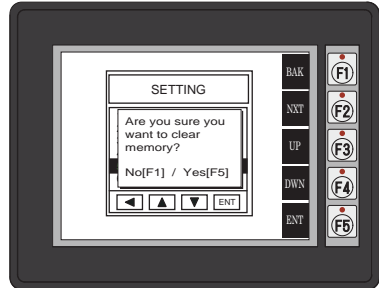 SETTING
Are you sure you
want to clear
memory?
No[F1] / Yes[F5]
ENT
BAK
NXT
UP
DWN
ENT
F1
F2
F3
F4
F5